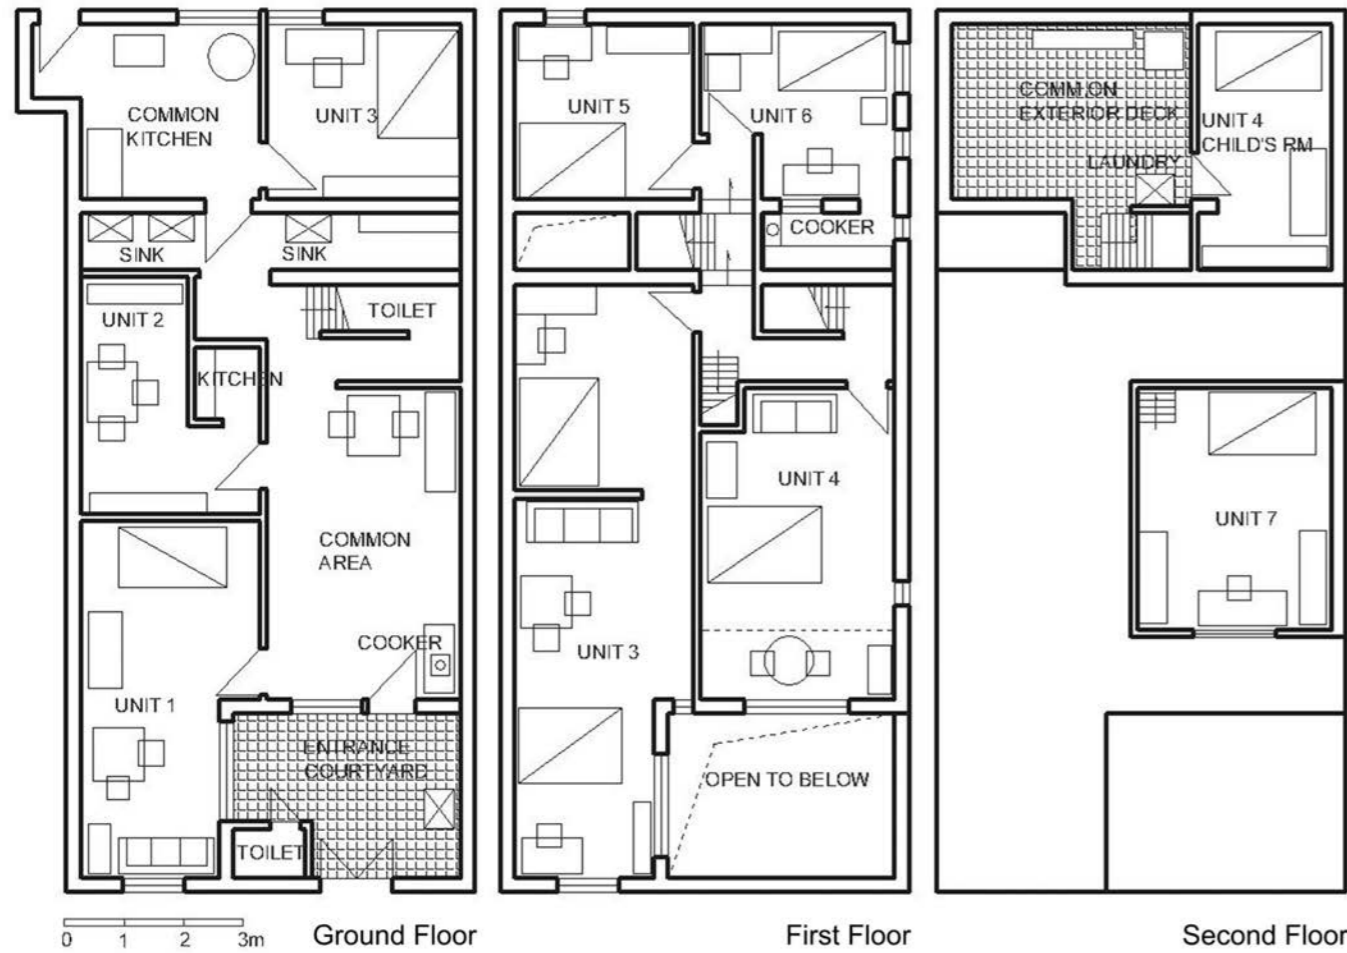 COMMON
KITCHEN
UNIT 3
SINK
SINK
UNIT 2
TOILET
KITCHEN
COMMON
AREA
COOKER
UNIT 1
ENTRANCE
COURTYARD
TOILET
0 1 2 3m
Ground Floor
UNIT 5
UNIT 6
COOKER
UNIT 4
UNIT 3
OPEN TO BELOW
First Floor
COMMON
EXTERIOR DECK
LAUNDRY
UNIT 4
CHILD'S RM
UNIT 7
Second Floor